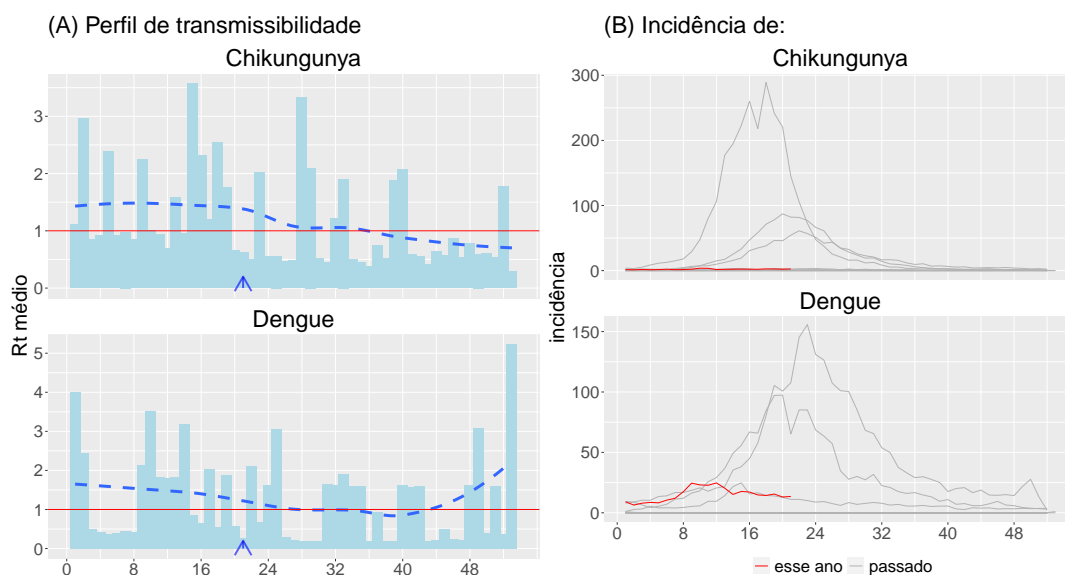 (A) Perfil de transmissibilidade
Chikungunya
3
2
1
0
Dengue
5
4
3
2
1
0
0 8 16 24 32 40 48
Rt médio
(B) Incidência de:
Chikungunya
300
200
100
0
Dengue
150
100
50
0
0 8 16 24 32 40 48
incidência
esse ano passado